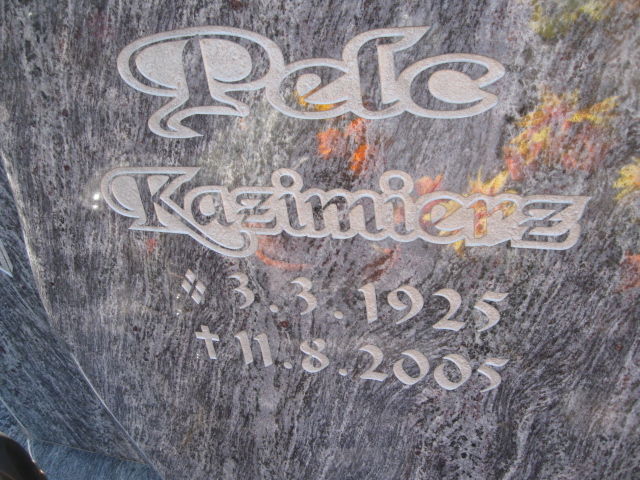 Pelc
Kazimierz
3.3.1925
† 11.8.2005